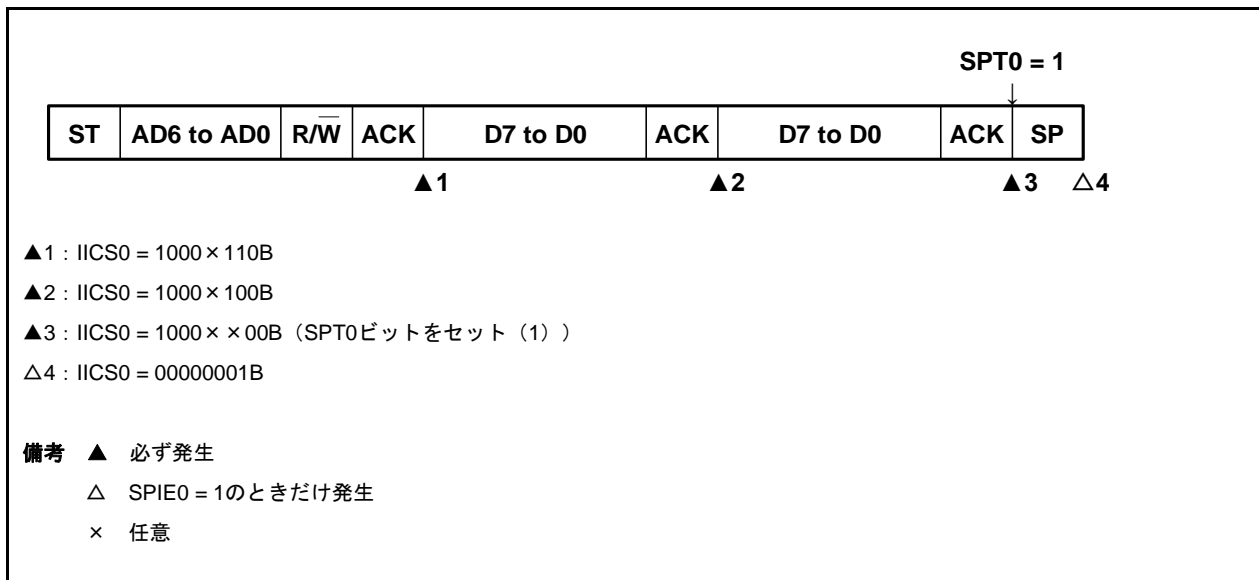 SPT0 = 1
↓
ST AD6 to AD0 R/W̅ ACK D7 to D0 ACK D7 to D0 ACK SP
▲1 ▲2 ▲3 △4
▲1：IICS0 = 1000×110B
▲2：IICS0 = 1000×100B
▲3：IICS0 = 1000××00B（SPT0ビットをセット（1））
△4：IICS0 = 00000001B
備考 ▲ 必ず発生
△ SPIE0 = 1のときだけ発生
× 任意